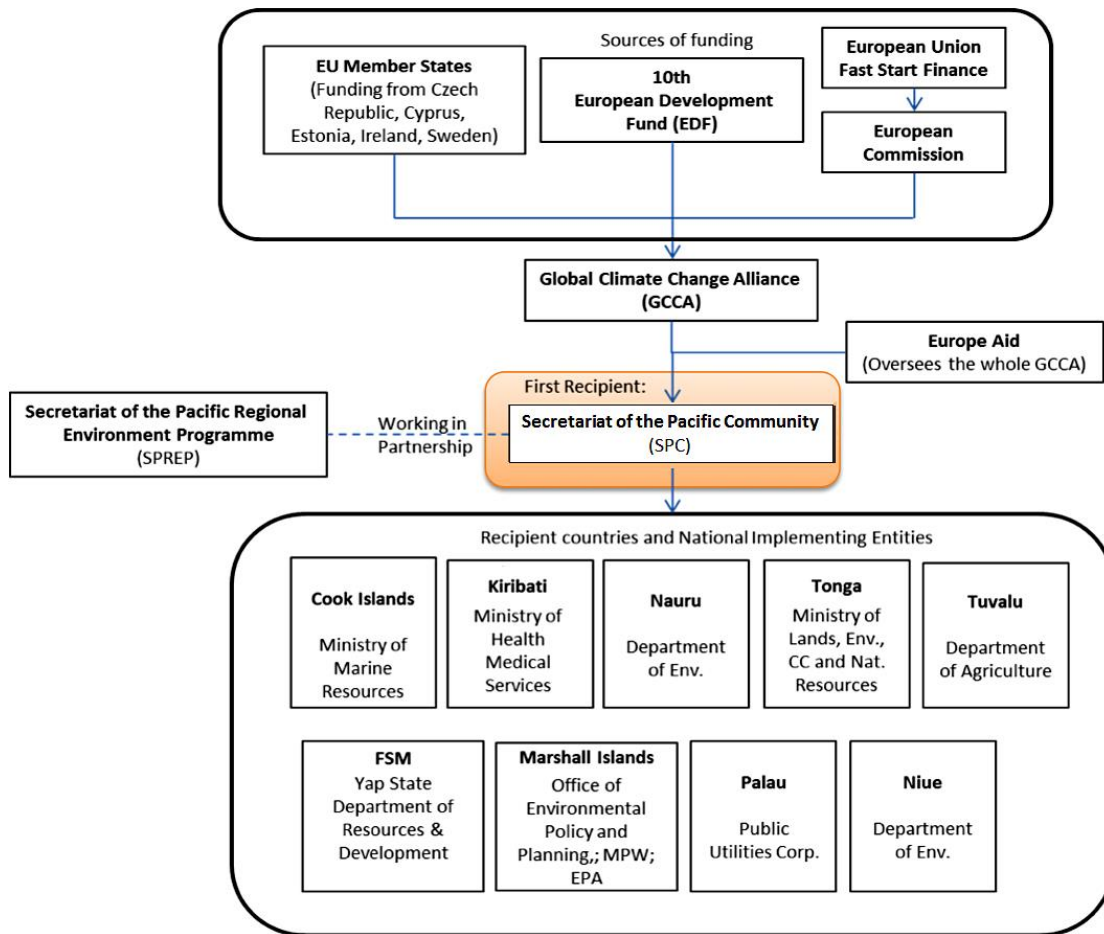 Sources of funding
EU Member States
(Funding from Czech
Republic, Cyprus,
Estonia, Ireland, Sweden)
10th
European Development
Fund (EDF)
European Union
Fast Start Finance
European
Commission
Global Climate Change Alliance
(GCCA)
Europe Aid
(Oversees the whole GCCA)
First Recipient:
Secretariat of the Pacific Regional
Environment Programme
(SPREP)
Working in
Partnership
Secretariat of the Pacific Community
(SPC)
Recipient countries and National Implementing Entities
Cook Islands
Ministry of
Marine
Resources
Kiribati
Ministry of
Health
Medical
Services
Nauru
Department
of Env.
Tonga
Ministry of
Lands, Env.,
CC and Nat.
Resources
Tuvalu
Department
of Agriculture
FSM
Yap State
Department of
Resources &
Development
Marshall Islands
Office of
Environmental
Policy and
Planning,; MPW;
EPA
Palau
Public
Utilities Corp.
Niue
Department
of Env.